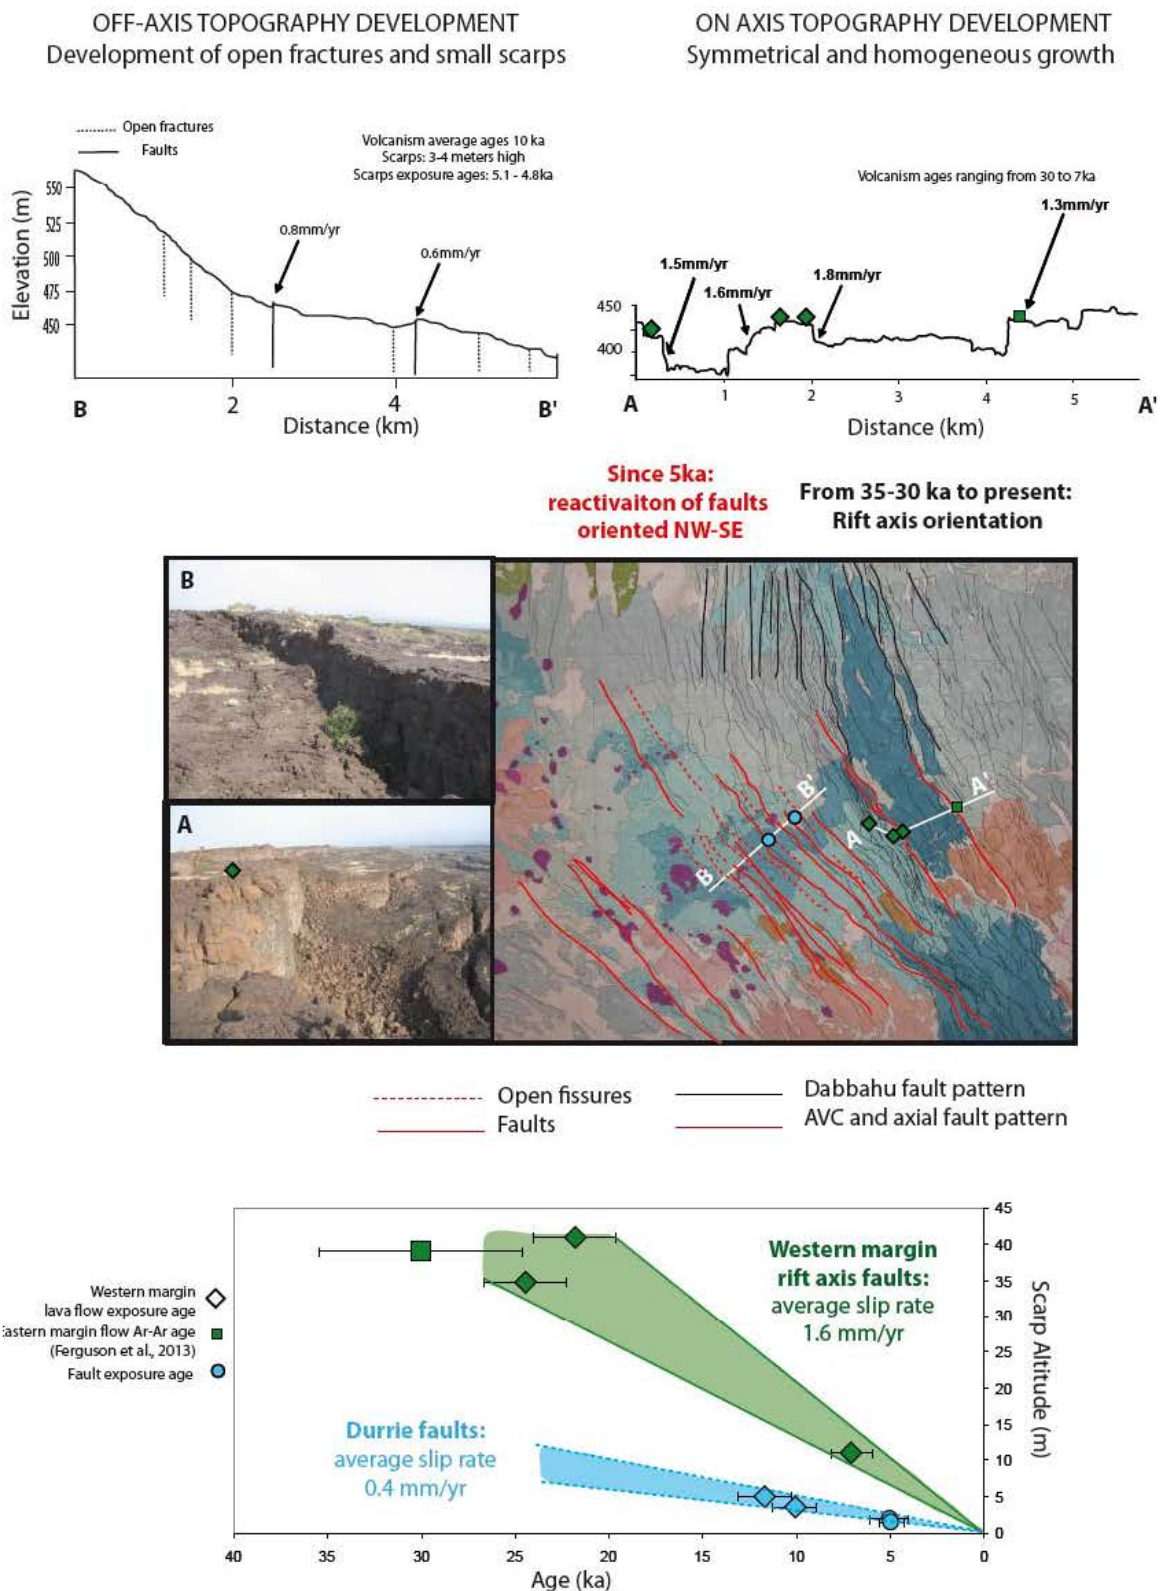 OFF-AXIS TOPOGRAPHY DEVELOPMENT
Development of open fractures and small scarps
ON AXIS TOPOGRAPHY DEVELOPMENT
Symmetrical and homogeneous growth
Open fractures
Faults
Volcanism average ages 10 ka
Scarps: 3-4 meters high
Scarps exposure ages: 5.1 - 4.8ka
0.8mm/yr
0.6mm/yr
Elevation (m)
550
525
500
475
450
B
2
4
B'
Distance (km)
Volcanism ages ranging from 30 to 7ka
1.3mm/yr
1.5mm/yr
1.6mm/yr
1.8mm/yr
450
400
A
1
2
3
4
5
A'
Distance (km)
Since 5ka:
reactivaiton of faults
oriented NW-SE
From 35-30 ka to present:
Rift axis orientation
B
A
B'
B
A
A'
Open fissures
Faults
Dabbahu fault pattern
AVC and axial fault pattern
Western margin
lava flow exposure age
Eastern margin flow Ar-Ar age
(Ferguson et al., 2013)
Fault exposure age
Western margin
rift axis faults:
average slip rate
1.6 mm/yr
Durrie faults:
average slip rate
0.4 mm/yr
45
40
35
30
25
20
15
10
5
0
Scarp Altitude (m)
40
35
30
25
20
15
10
5
0
Age (ka)